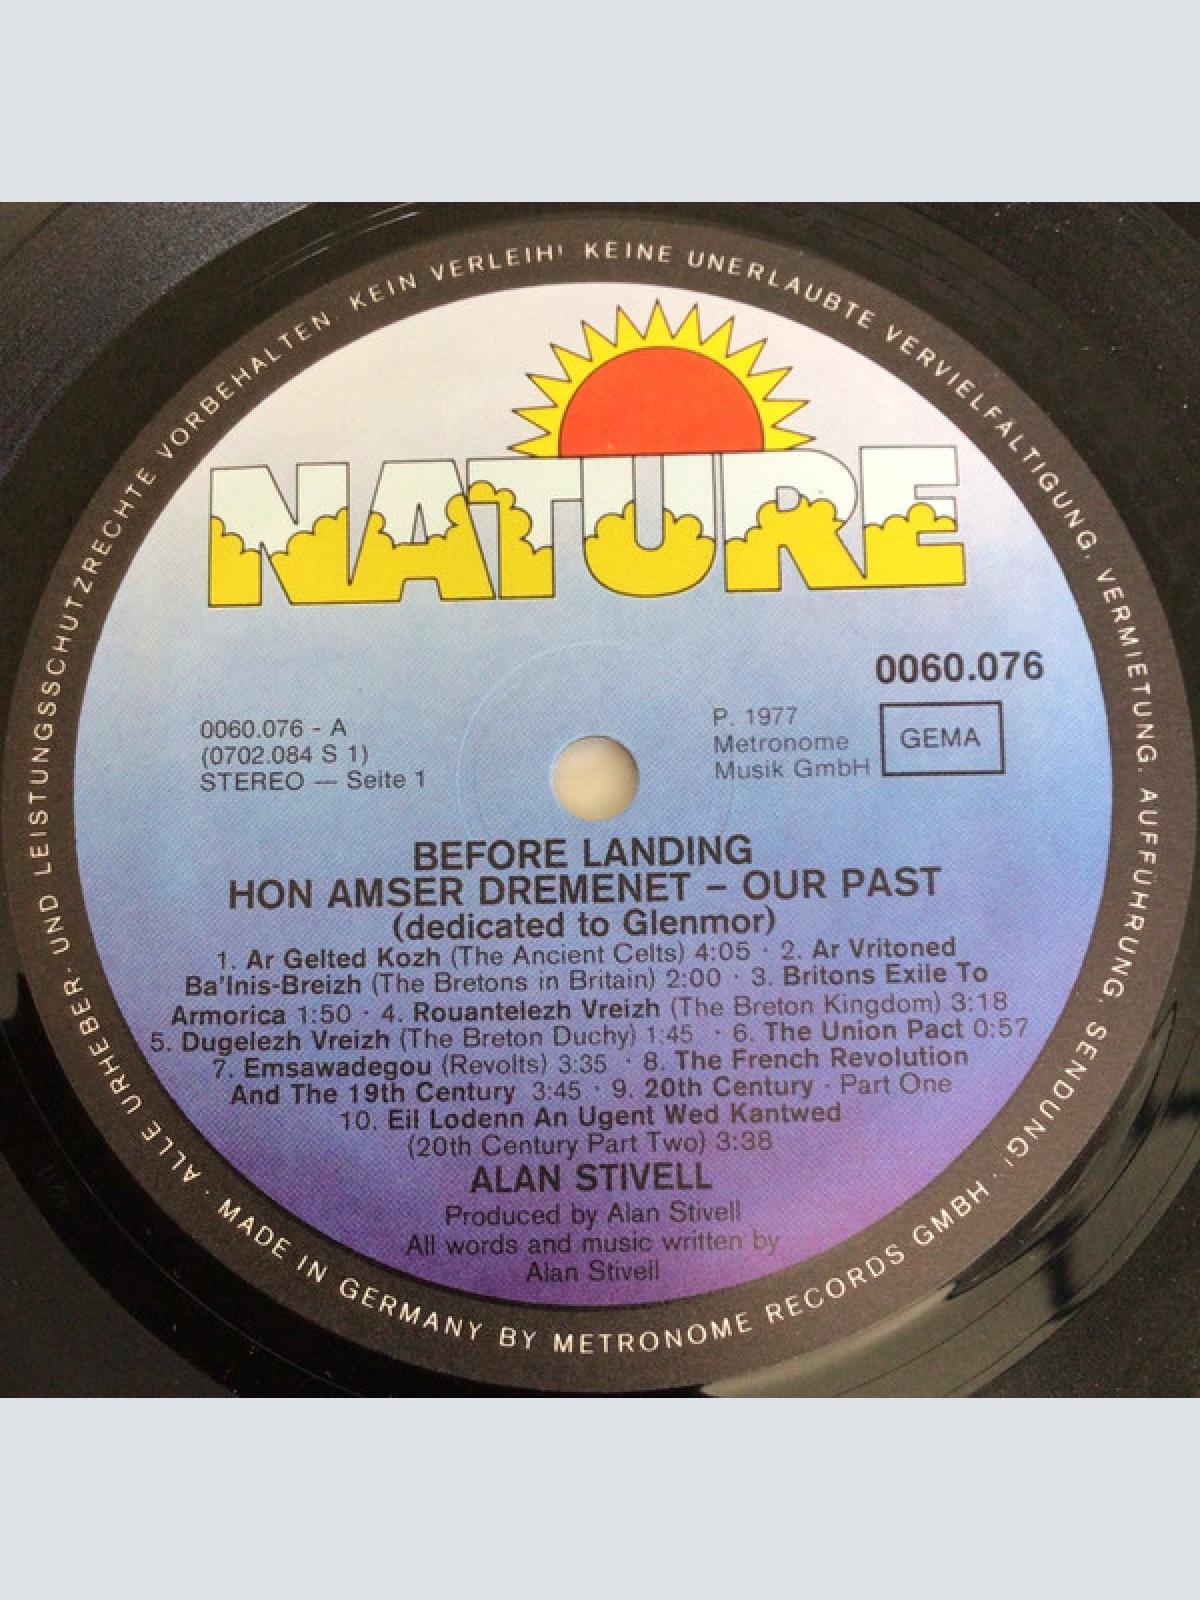 ALLE URHEBER- UND LEISTUNGSSCHUTZRECHTE VORBEHALTEN. KEIN VERLEIH! KEINE UNERLAUBTE VERVIELFÄLTIGUNG, VERMIETUNG, AUFFÜHRUNG, SENDUNG!
NATURE
0060.076
0060.076 - A
(0702.084 S 1)
STEREO — Seite 1
P. 1977
Metronome
Musik GmbH
GEMA
BEFORE LANDING
HON AMSER DREMENET – OUR PAST
(dedicated to Glenmor)
1. Ar Gelted Kozh (The Ancient Celts) 4:05 · 2. Ar Vritoned
Ba'Inis-Breizh (The Bretons in Britain) 2:00 · 3. Britons Exile To
Armorica 1:50 · 4. Rouantelezh Vreizh (The Breton Kingdom) 3:18
5. Dugelezh Vreizh (The Breton Duchy) 1:45 · 6. The Union Pact 0:57
7. Emsawadegou (Revolts) 3:35 · 8. The French Revolution
And The 19th Century 3:45 · 9. 20th Century · Part One
10. Eil Lodenn An Ugent Wed Kantwed
(20th Century Part Two) 3:38
ALAN STIVELL
Produced by Alan Stivell
All words and music written by
Alan Stivell
· MADE IN GERMANY BY METRONOME RECORDS GMBH ·